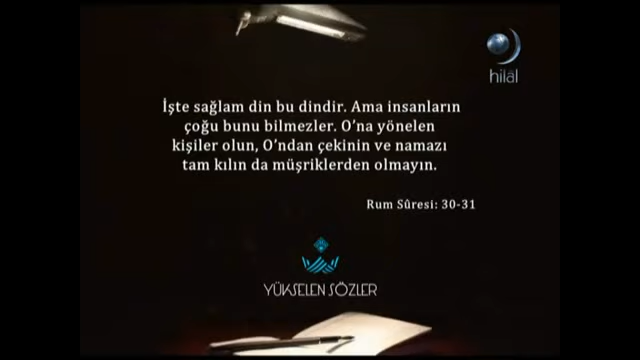 hilâl
İşte sağlam din bu dindir. Ama insanların
çoğu bunu bilmezler. O'na yönelen
kişiler olun, O'ndan çekinin ve namazı
tam kılın da müşriklerden olmayın.
Rum Sûresi: 30-31
YÜKSELEN SÖZLER